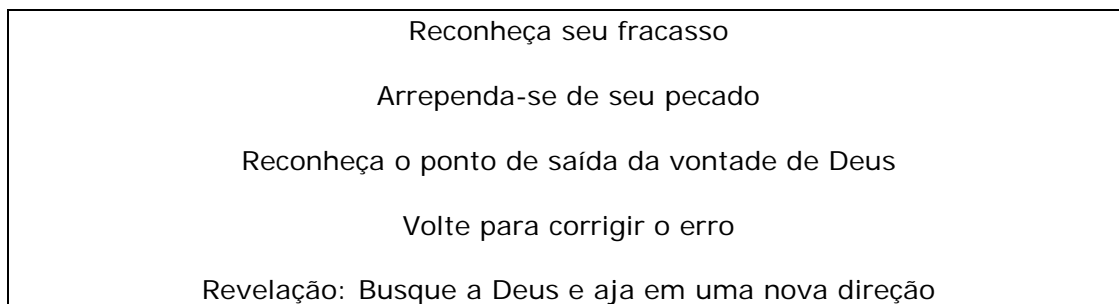 Reconheça seu fracasso
Arrependa-se de seu pecado
Reconheça o ponto de saída da vontade de Deus
Volte para corrigir o erro
Revelação: Busque a Deus e aja em uma nova direção